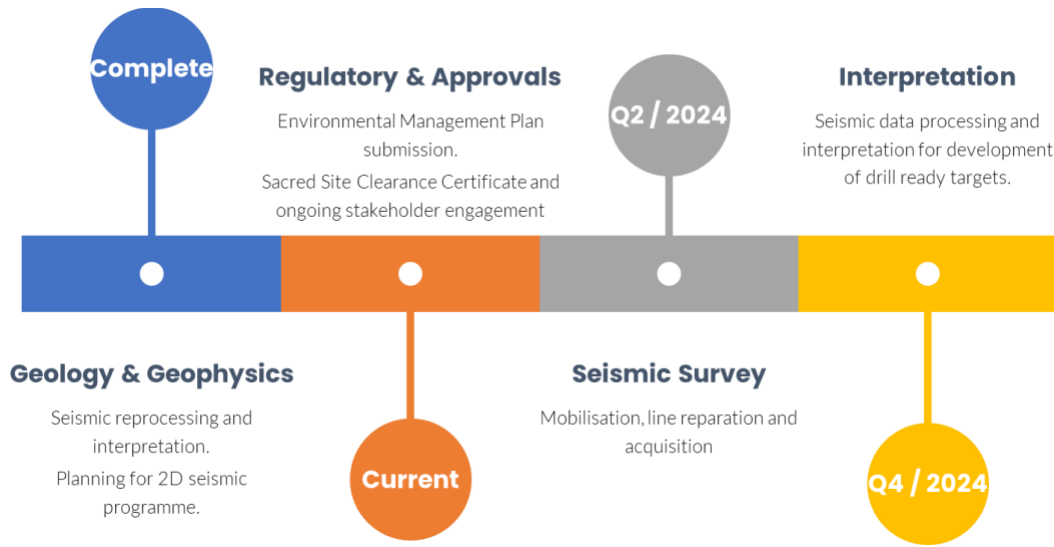 Complete
Geology & Geophysics
Seismic reprocessing and
interpretation.
Planning for 2D seismic
programme.
Regulatory & Approvals
Environmental Management Plan
submission.
Sacred Site Clearance Certificate and
ongoing stakeholder engagement
Current
Q2 / 2024
Seismic Survey
Mobilisation, line reparation and
acquisition
Interpretation
Seismic data processing and
interpretation for development
of drill ready targets.
Q4 / 2024